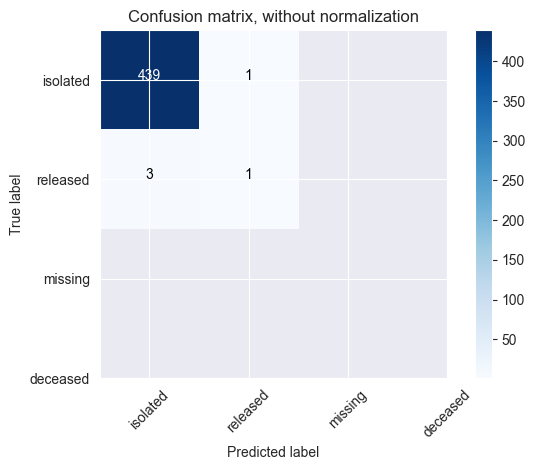 Confusion matrix, without normalization
True label
isolated
released
missing
deceased
439 1
3 1
isolated released missing deceased
Predicted label
400
350
300
250
200
150
100
50